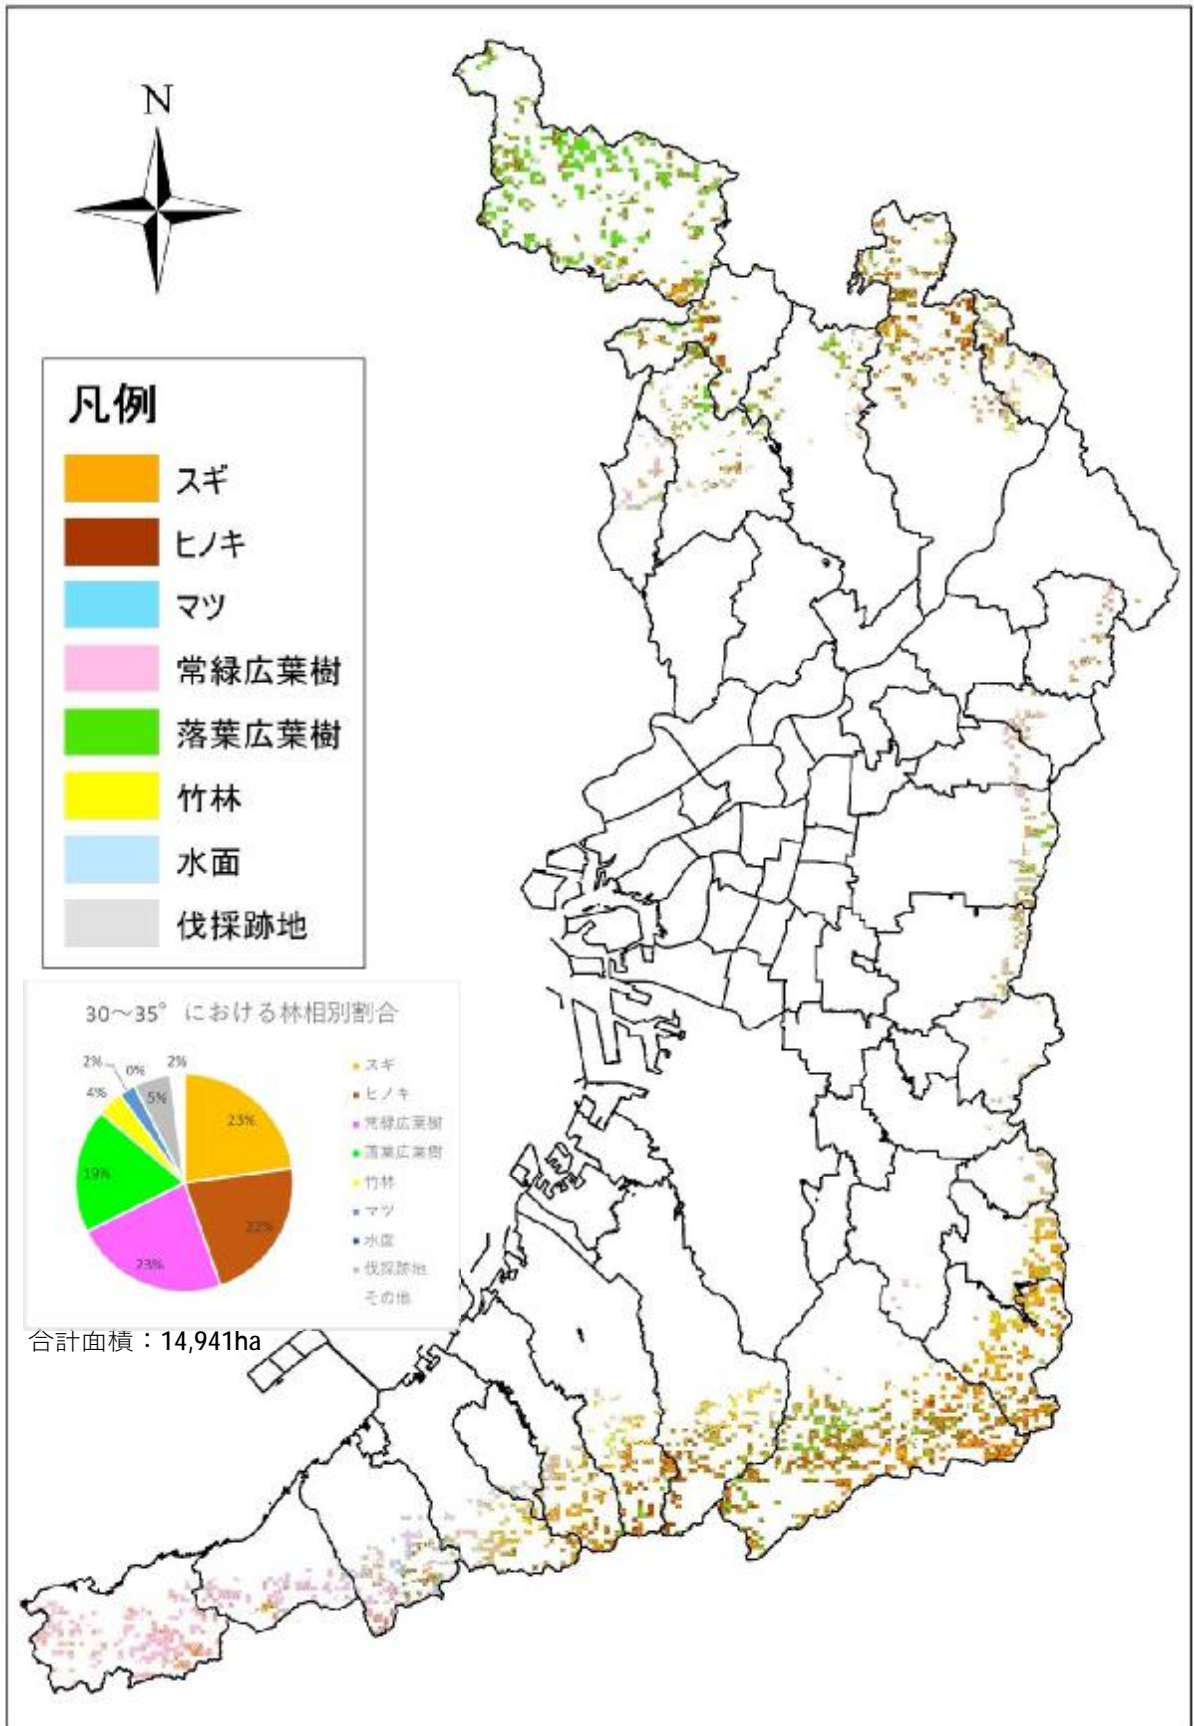 N
凡例
スギ
ヒノキ
マツ
常緑広葉樹
落葉広葉樹
竹林
水面
伐採跡地
30～35° における林相別割合
2%
0%
2%
4%
5%
23%
19%
22%
23%
スギ
ヒノキ
常緑広葉樹
落葉広葉樹
竹林
マツ
水面
伐採跡地
その他
合計面積：14,941ha